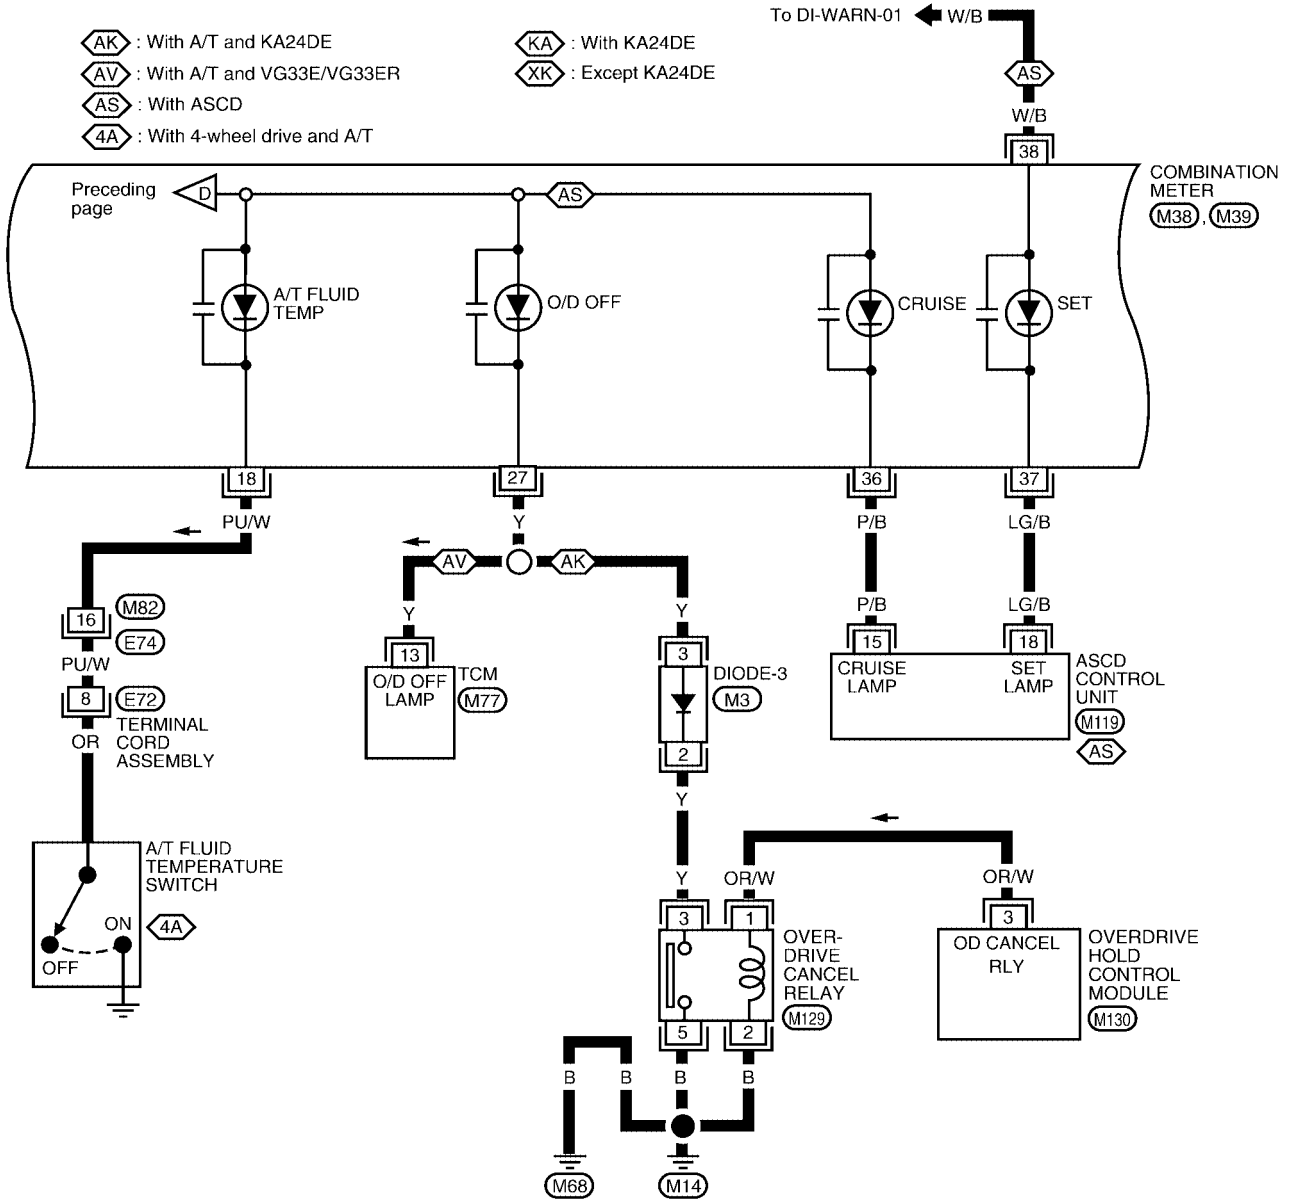 To DI-WARN-01 W/B
AK : With A/T and KA24DE
AV : With A/T and VG33E/VG33ER
AS : With ASCD
4A : With 4-wheel drive and A/T
KA : With KA24DE
XK : Except KA24DE
AS
W/B
38
COMBINATION
METER
M38 , M39
Preceding
page
D
AS
A/T FLUID
TEMP
O/D OFF
CRUISE
SET
18
27
36
37
PU/W
Y
P/B
LG/B
AV
AK
P/B
LG/B
16
M82
E74
PU/W
8
E72
TERMINAL
CORD
ASSEMBLY
OR
Y
13
O/D OFF
LAMP
TCM
M77
Y
3
DIODE-3
M3
2
Y
15
18
CRUISE
LAMP
SET
LAMP
ASCD
CONTROL
UNIT
M119
AS
A/T FLUID
TEMPERATURE
SWITCH
4A
ON
OFF
Y
OR/W
OR/W
3
1
3
OVER-
DRIVE
CANCEL
RELAY
M129
OD CANCEL
RLY
OVERDRIVE
HOLD
CONTROL
MODULE
M130
5
2
B
B
B
B
M68
M14